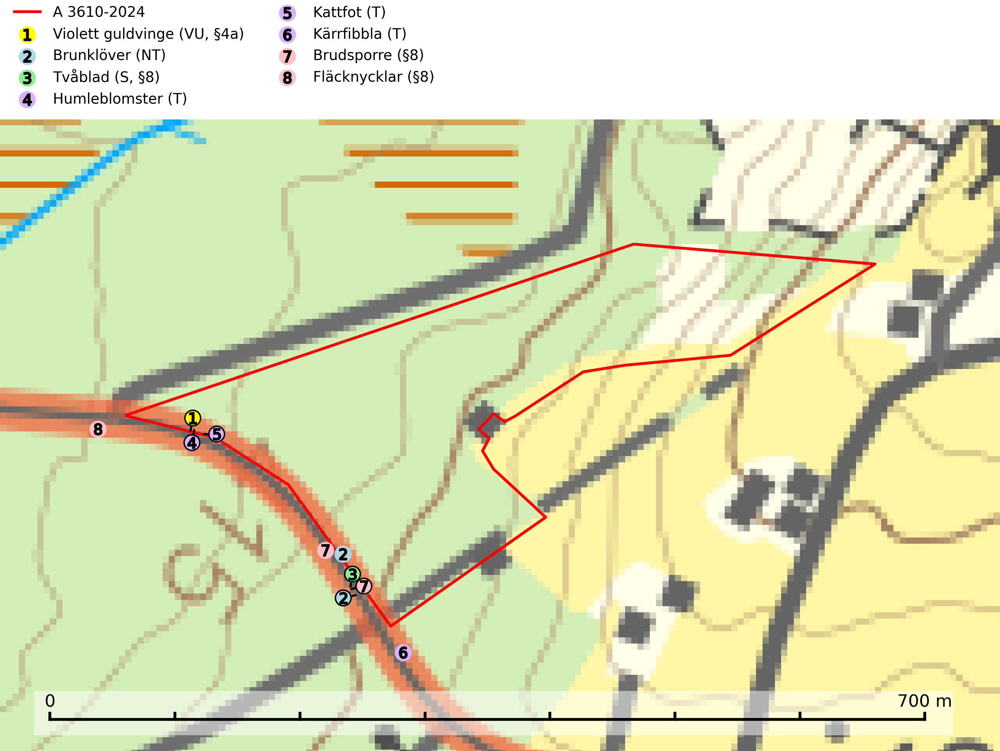 A 3610-2024
1 Violett guldvinge (VU, §4a)
2 Brunklöver (NT)
3 Tvåblad (S, §8)
4 Humleblomster (T)
5 Kattfot (T)
6 Kärrfibbla (T)
7 Brudsporre (§8)
8 Fläcknycklar (§8)
1
8
5
4
7
2
3
7
2
6
0
700 m